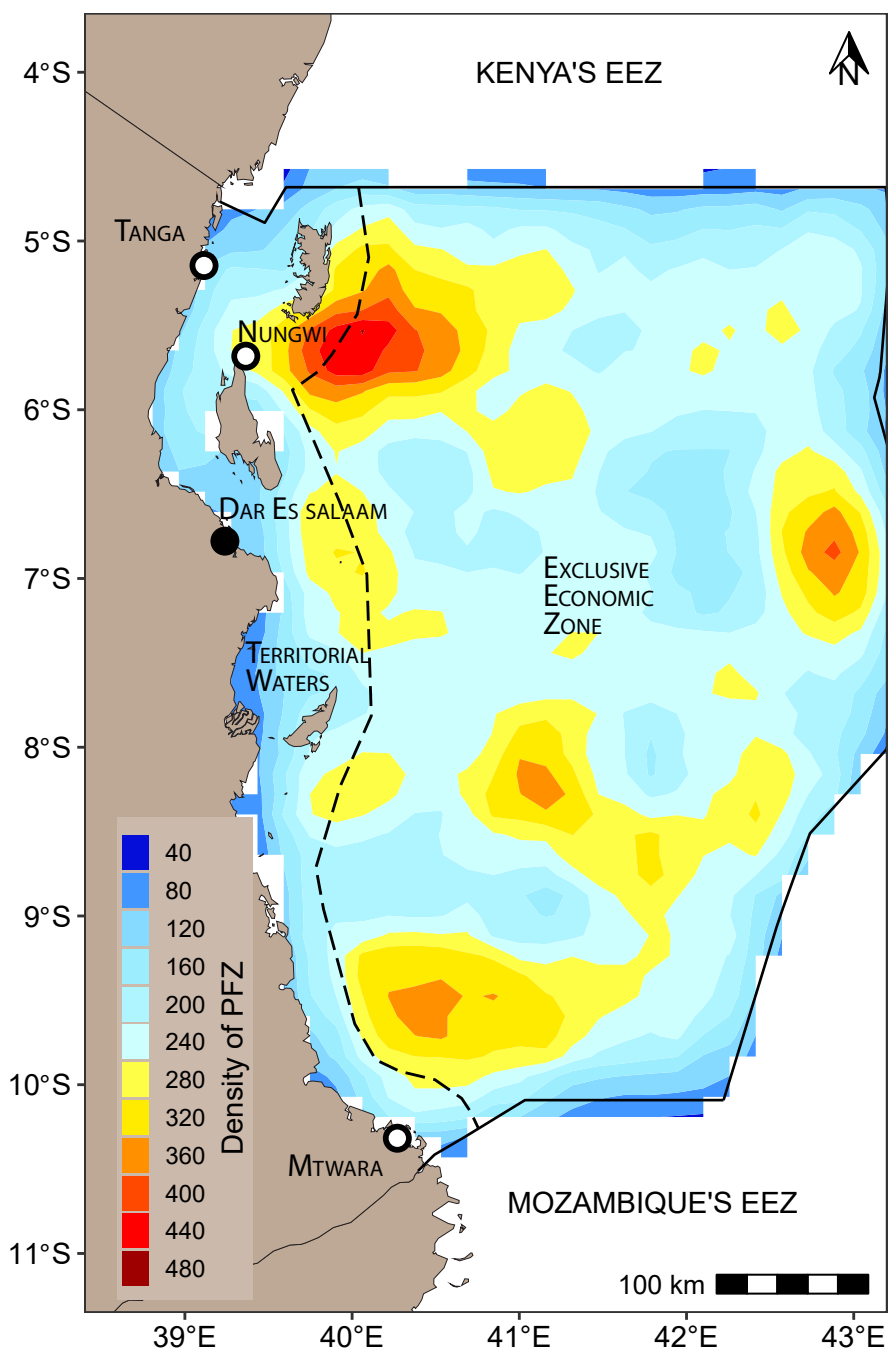 KENYA'S EEZ
N
4°S
5°S
6°S
7°S
8°S
9°S
10°S
11°S
TANGA
NUNGWI
DAR ES SALAAM
EXCLUSIVE
ECONOMIC
ZONE
TERRITORIAL
WATERS
40
80
120
160
200
240
280
320
360
400
440
480
Density of PFZ
MTWARA
MOZAMBIQUE'S EEZ
100 km
39°E
40°E
41°E
42°E
43°E